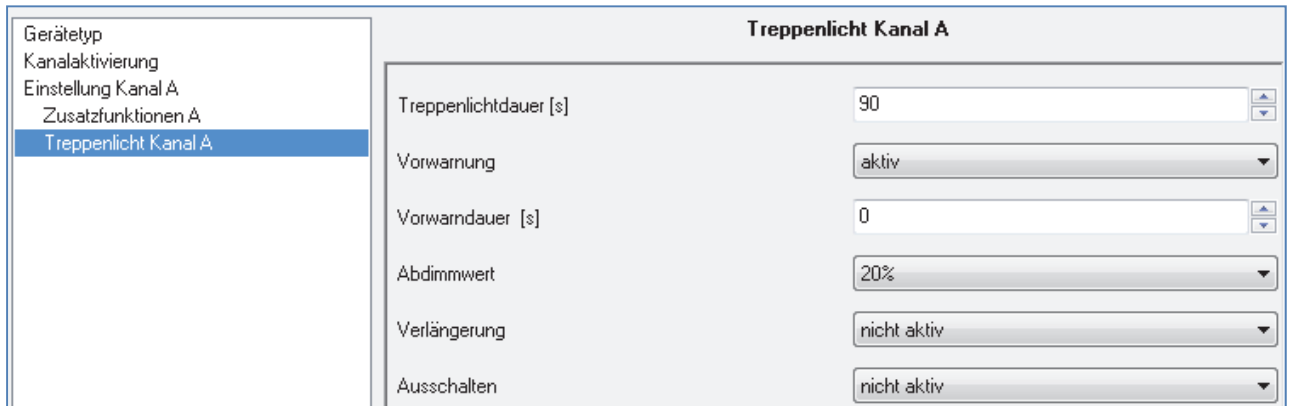 Gerätetyp
Kanalaktivierung
Einstellung Kanal A
Zusatzfunktionen A
Treppenlicht Kanal A
Treppenlicht Kanal A
Treppenlichtdauer [s] 90
Vorwarnung aktiv
Vorwarndauer [s] 0
Abdimmwert 20%
Verlängerung nicht aktiv
Ausschalten nicht aktiv